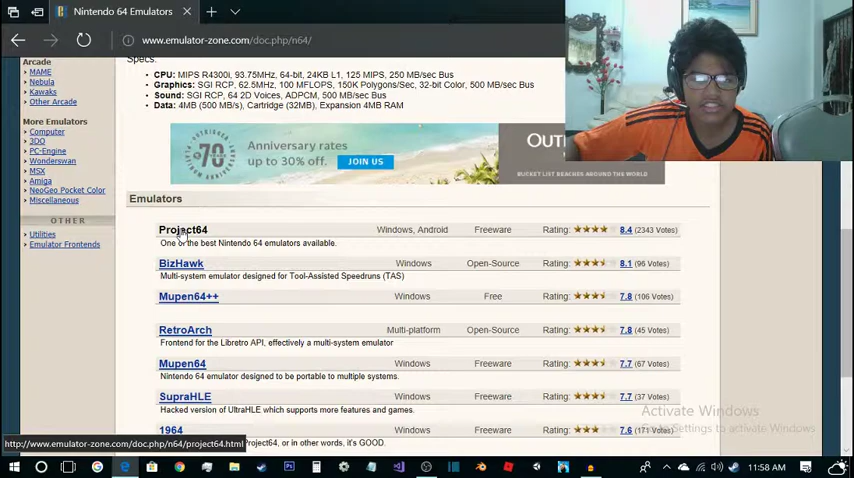 Nintendo 64 Emulators
www.emulator-zone.com/doc.php/n64/
Arcade
MAME
Nebula
Kawaks
Other Arcade
More Emulators
Computer
3DO
PC-Engine
Wonderswan
MSX
Amiga
NeoGeo Pocket Color
Miscellaneous
OTHER
Utilities
Emulator Frontends
Specs.
• CPU: MIPS R4300i, 93.75MHz, 64-bit, 24KB L1, 125 MIPS, 250 MB/sec Bus
• Graphics: SGI RCP, 62.5MHz, 100 MFLOPS, 150K Polygons/Sec, 32-bit Color, 500 MB/sec Bus
• Sound: SGI RCP, 64 2D Voices, ADPCM, 500 MB/sec Bus
• Data: 4MB (500 MB/s), Cartridge (32MB), Expansion 4MB RAM
OUTRIGGER
70
Anniversary rates
up to 30% off.
JOIN US
BUCKET LIST BEACHES AROUND THE WORLD
Emulators
Project64 Windows, Android Freeware Rating: 8.4 (2343 Votes)
One of the best Nintendo 64 emulators available.
BizHawk Windows Open-Source Rating: 8.1 (96 Votes)
Multi-system emulator designed for Tool-Assisted Speedruns (TAS)
Mupen64++ Windows Free Rating: 7.8 (106 Votes)
RetroArch Multi-platform Open-Source Rating: 7.8 (45 Votes)
Frontend for the Libretro API, effectively a multi-system emulator
Mupen64 Windows Freeware Rating: 7.7 (67 Votes)
Nintendo 64 emulator designed to be portable to multiple systems.
SupraHLE Windows Freeware Rating: 7.7 (37 Votes)
Hacked version of UltraHLE which supports more features and games.
1964 Windows Freeware Rating: 7.6 (171 Votes)
Project64, or in other words, it's GOOD.
http://www.emulator-zone.com/doc.php/n64/project64.html
Activate Windows
Go to Settings to activate Windows.
11:58 AM